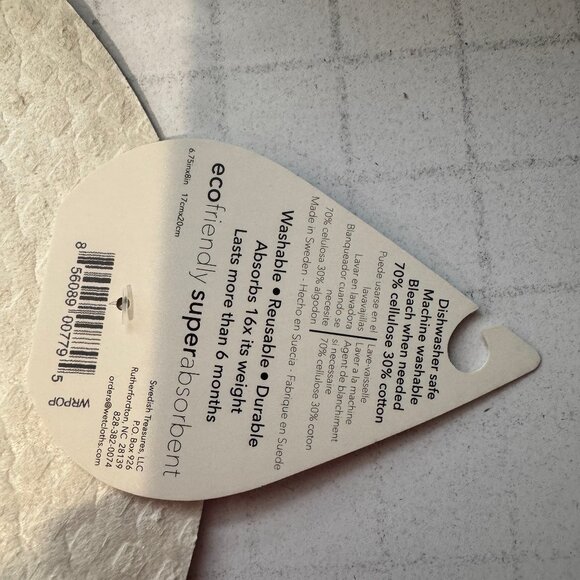 Dishwasher safe
Machine washable
Bleach when needed
70% cellulose 30% cotton
Puede usarse en el
lavavajillas
Lavar en lavadora
Blanqueador cuando se
necesite
70% celulosa 30% algodon
Lave-vaisselle
Laver a la machine
Agent de blanchiment
si necessaire
70% cellulose 30% coton
Made in Sweden - Hecho en Suecia - Fabrique en Suede
Washable • Reusable • Durable
Absorbs 16x its weight
Lasts more than 6 months
ecofriendly superabsorbent
6.75inx8in 17cmx20cm
Swedish Treasures, LLC
P.O. Box 926
Rutherfordton, NC 28139
828-382-0074
orders@wetcloths.com
8 56089 00779 5
WRPOP